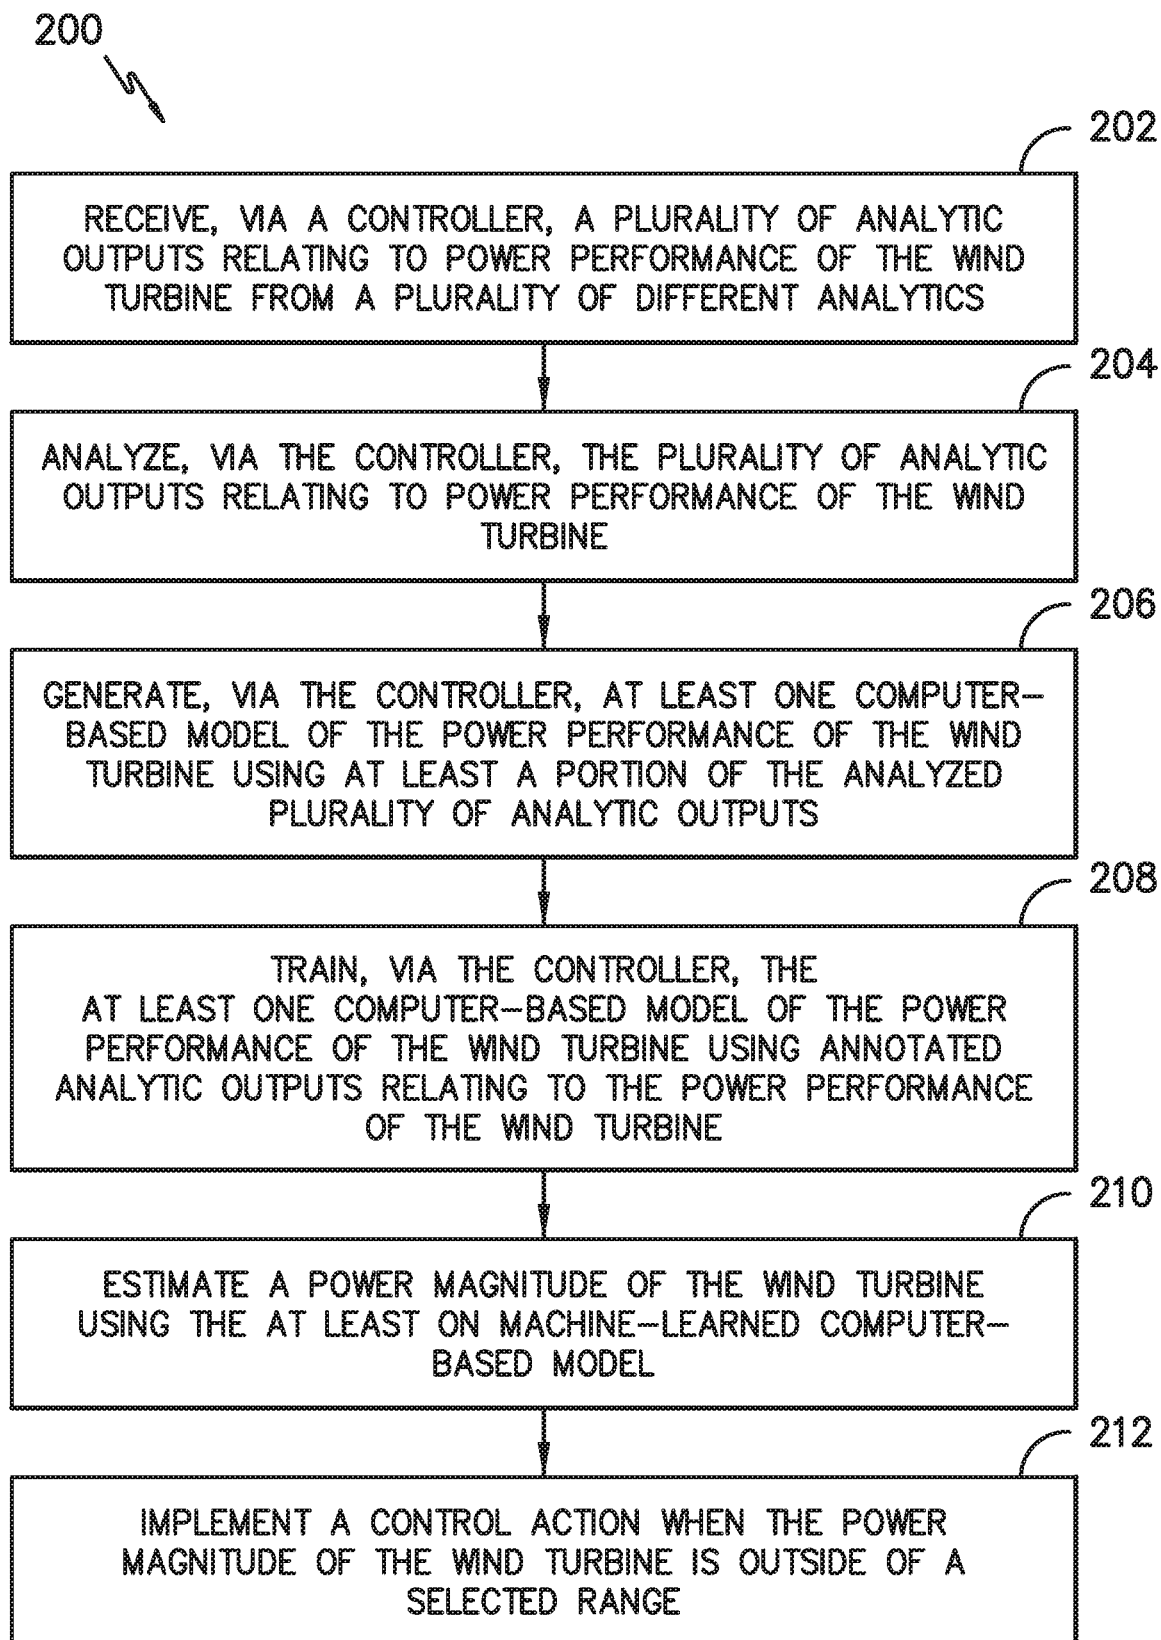 200
202
RECEIVE, VIA A CONTROLLER, A PLURALITY OF ANALYTIC
OUTPUTS RELATING TO POWER PERFORMANCE OF THE WIND
TURBINE FROM A PLURALITY OF DIFFERENT ANALYTICS
204
ANALYZE, VIA THE CONTROLLER, THE PLURALITY OF ANALYTIC
OUTPUTS RELATING TO POWER PERFORMANCE OF THE WIND
TURBINE
206
GENERATE, VIA THE CONTROLLER, AT LEAST ONE COMPUTER-
BASED MODEL OF THE POWER PERFORMANCE OF THE WIND
TURBINE USING AT LEAST A PORTION OF THE ANALYZED
PLURALITY OF ANALYTIC OUTPUTS
208
TRAIN, VIA THE CONTROLLER, THE
AT LEAST ONE COMPUTER-BASED MODEL OF THE POWER
PERFORMANCE OF THE WIND TURBINE USING ANNOTATED
ANALYTIC OUTPUTS RELATING TO THE POWER PERFORMANCE
OF THE WIND TURBINE
210
ESTIMATE A POWER MAGNITUDE OF THE WIND TURBINE
USING THE AT LEAST ON MACHINE-LEARNED COMPUTER-
BASED MODEL
212
IMPLEMENT A CONTROL ACTION WHEN THE POWER
MAGNITUDE OF THE WIND TURBINE IS OUTSIDE OF A
SELECTED RANGE